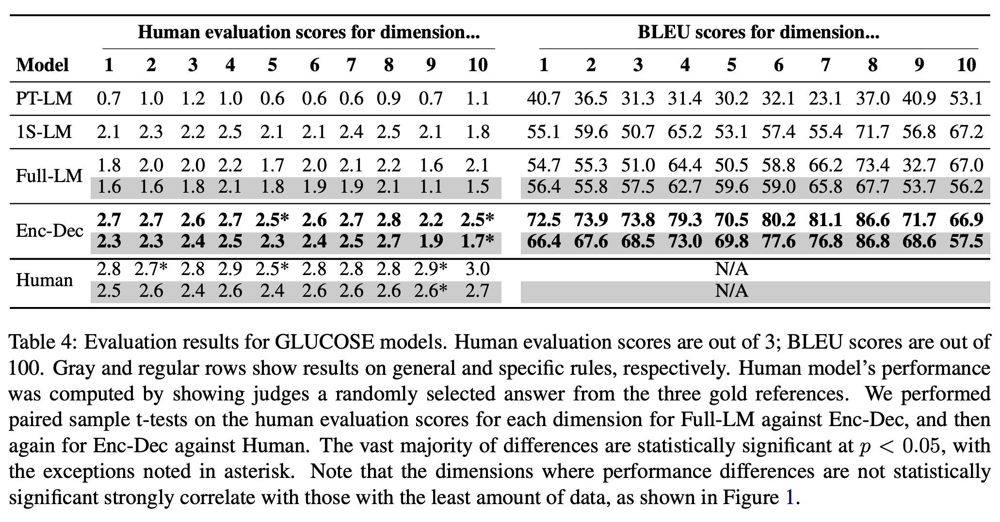 Human evaluation scores for dimension... BLEU scores for dimension...
Model 1 2 3 4 5 6 7 8 9 10 1 2 3 4 5 6 7 8 9 10
PT-LM 0.7 1.0 1.2 1.0 0.6 0.6 0.6 0.9 0.7 1.1 40.7 36.5 31.3 31.4 30.2 32.1 23.1 37.0 40.9 53.1
1S-LM 2.1 2.3 2.2 2.5 2.1 2.1 2.4 2.5 2.1 1.8 55.1 59.6 50.7 65.2 53.1 57.4 55.4 71.7 56.8 67.2
Full-LM
1.8 2.0 2.0 2.2 1.7 2.0 2.1 2.2 1.6 2.1 54.7 55.3 51.0 64.4 50.5 58.8 66.2 73.4 32.7 67.0
1.6 1.6 1.8 2.1 1.8 1.9 1.9 2.1 1.1 1.5 56.4 55.8 57.5 62.7 59.6 59.0 65.8 67.7 53.7 56.2
Enc-Dec
2.7 2.7 2.6 2.7 2.5* 2.6 2.7 2.8 2.2 2.5* 72.5 73.9 73.8 79.3 70.5 80.2 81.1 86.6 71.7 66.9
2.3 2.3 2.4 2.5 2.3 2.4 2.5 2.7 1.9 1.7* 66.4 67.6 68.5 73.0 69.8 77.6 76.8 86.8 68.6 57.5
Human
2.8 2.7* 2.8 2.9 2.5* 2.8 2.8 2.8 2.9* 3.0 N/A
2.5 2.6 2.4 2.6 2.4 2.6 2.6 2.6 2.6* 2.7 N/A
Table 4: Evaluation results for GLUCOSE models. Human evaluation scores are out of 3; BLEU scores are out of
100. Gray and regular rows show results on general and specific rules, respectively. Human model's performance
was computed by showing judges a randomly selected answer from the three gold references. We performed
paired sample t-tests on the human evaluation scores for each dimension for Full-LM against Enc-Dec, and then
again for Enc-Dec against Human. The vast majority of differences are statistically significant at p < 0.05, with
the exceptions noted in asterisk. Note that the dimensions where performance differences are not statistically
significant strongly correlate with those with the least amount of data, as shown in Figure 1.